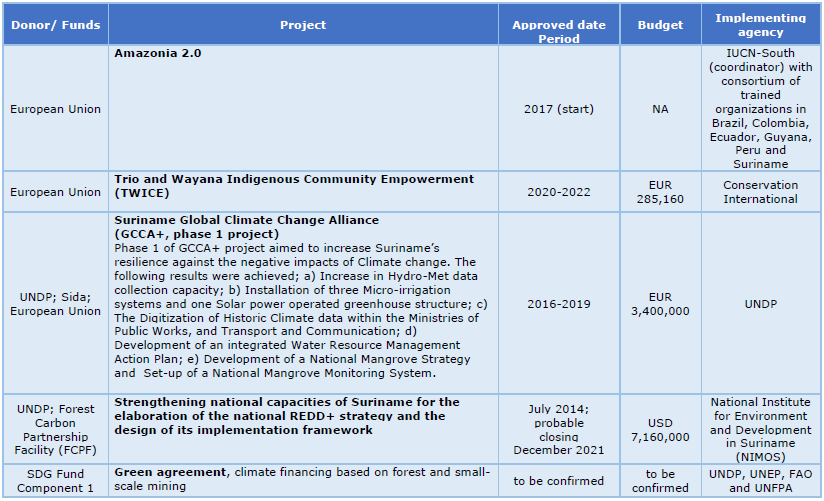 Donor/ Funds
Project
Approved date
Period
Budget
Implementing
agency
European Union
Amazonia 2.0
2017 (start)
NA
IUCN-South
(coordinator) with
consortium of
trained
organizations in
Brazil, Colombia,
Ecuador, Guyana,
Peru and
Suriname
European Union
Trio and Wayana Indigenous Community Empowerment
(TWICE)
2020-2022
EUR
285,160
Conservation
International
UNDP; Sida;
European Union
Suriname Global Climate Change Alliance
(GCCA+, phase 1 project)
Phase 1 of GCCA+ project aimed to increase Suriname’s
resilience against the negative impacts of Climate change. The
following results were achieved; a) Increase in Hydro-Met data
collection capacity; b) Installation of three Micro-irrigation
systems and one Solar power operated greenhouse structure; c)
The Digitization of Historic Climate data within the Ministries of
Public Works, and Transport and Communication; d)
Development of an integrated Water Resource Management
Action Plan; e) Development of a National Mangrove Strategy
and Set-up of a National Mangrove Monitoring System.
2016-2019
EUR
3,400,000
UNDP
UNDP; Forest
Carbon
Partnership
Facility (FCPF)
Strengthening national capacities of Suriname for the
elaboration of the national REDD+ strategy and the
design of its implementation framework
July 2014;
probable
closing
December 2021
USD
7,160,000
National Institute
for Environment
and Development
in Suriname
(NIMOS)
SDG Fund
Component 1
Green agreement, climate financing based on forest and small-
scale mining
to be confirmed
to be
confirmed
UNDP, UNEP, FAO
and UNFPA